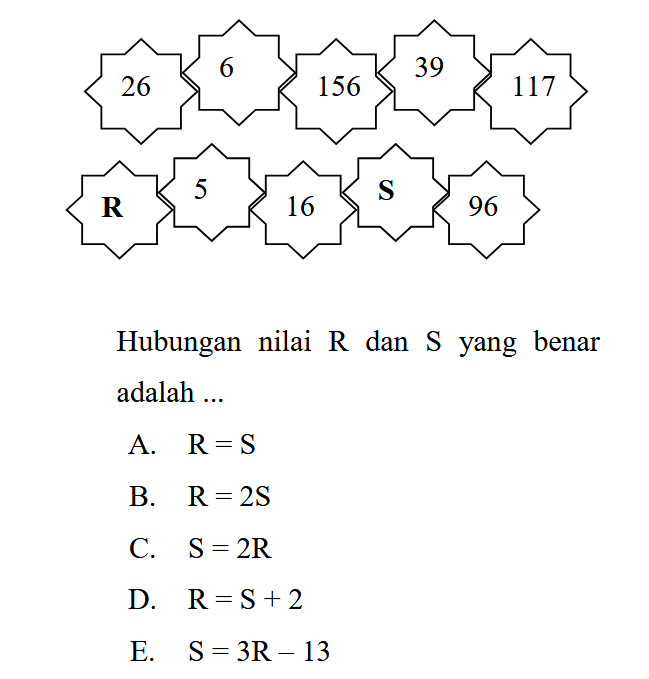 26 6 156 39 117
R 5 16 S 96
Hubungan nilai R dan S yang benar
adalah ...
A. R = S
B. R = 2S
C. S = 2R
D. R = S + 2
E. S = 3R – 13